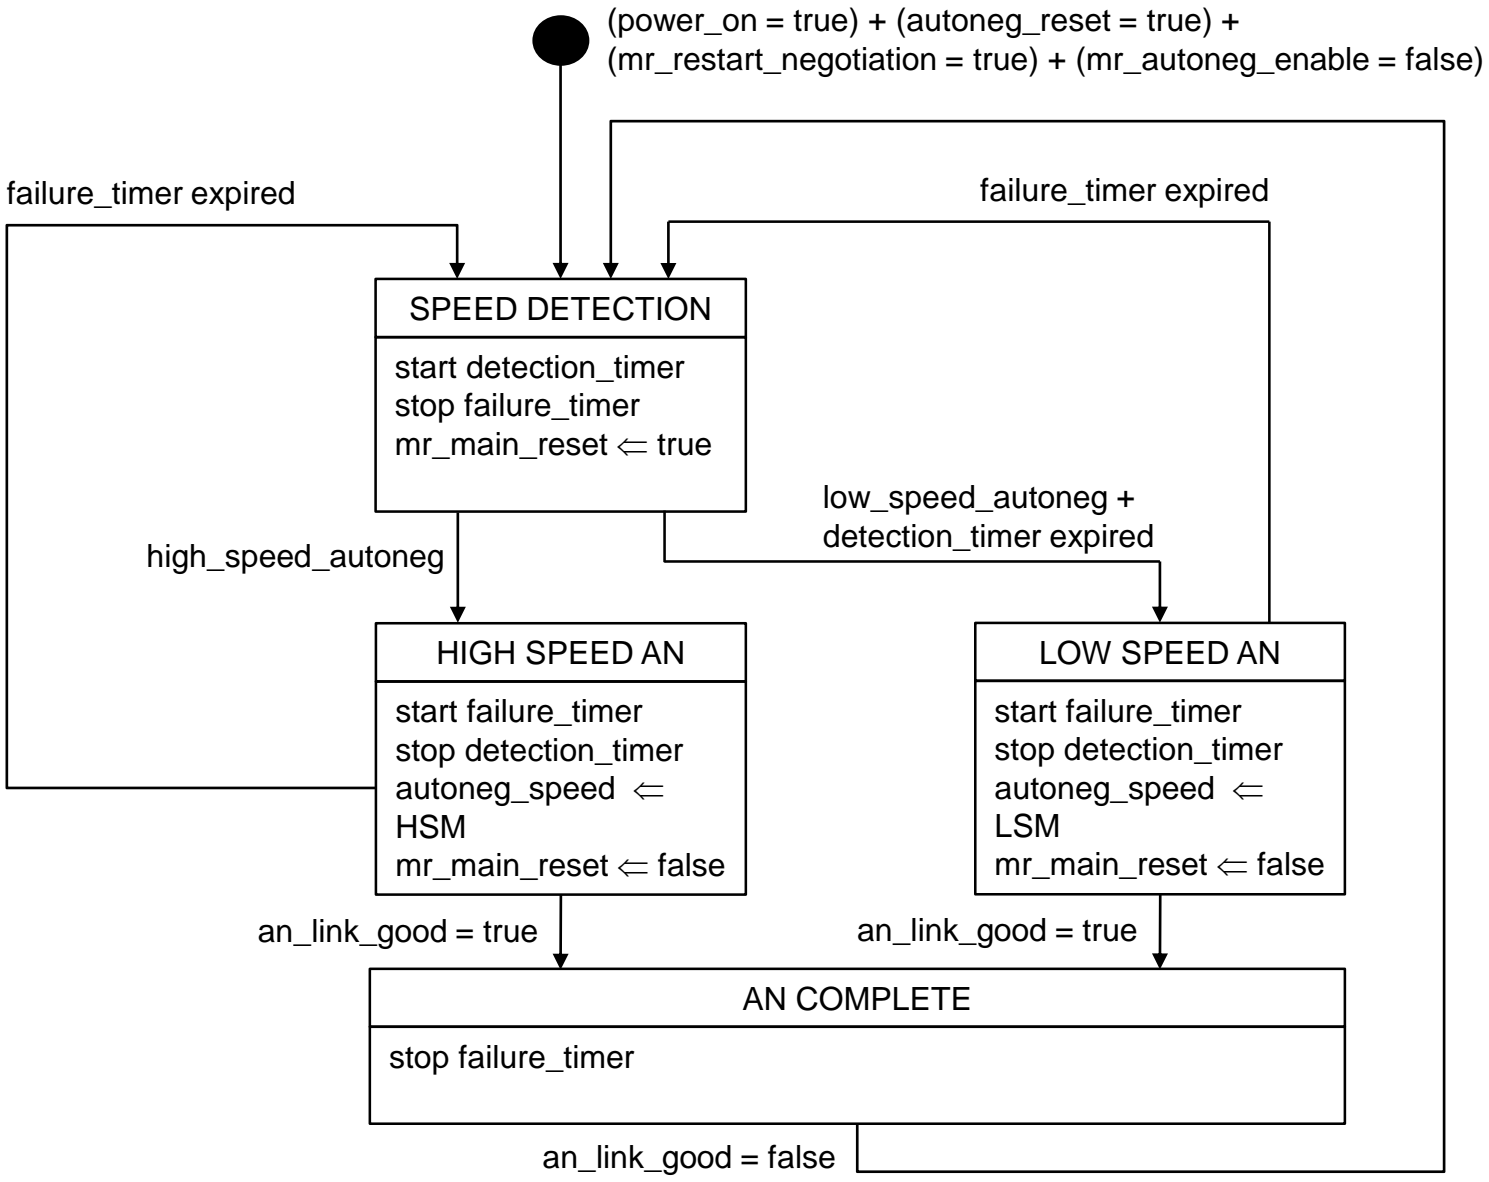 (power_on = true) + (autoneg_reset = true) +
(mr_restart_negotiation = true) + (mr_autoneg_enable = false)
failure_timer expired
failure_timer expired
SPEED DETECTION
start detection_timer
stop failure_timer
mr_main_reset ⇐ true
low_speed_autoneg +
detection_timer expired
high_speed_autoneg
HIGH SPEED AN
start failure_timer
stop detection_timer
autoneg_speed ⇐
HSM
mr_main_reset ⇐ false
LOW SPEED AN
start failure_timer
stop detection_timer
autoneg_speed ⇐
LSM
mr_main_reset ⇐ false
an_link_good = true
an_link_good = true
AN COMPLETE
stop failure_timer
an_link_good = false